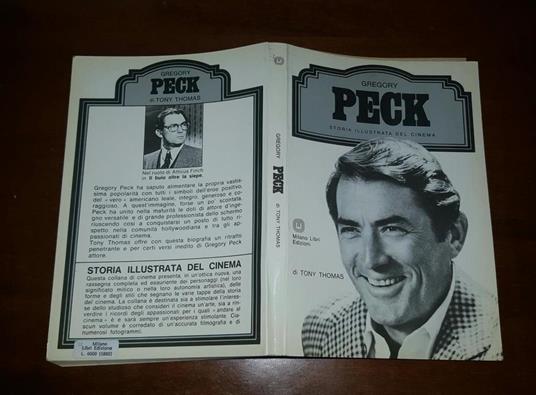 GREGORY
PECK
di TONY THOMAS
Nel ruolo di Atticus Finch
in Il buio oltre la siepe.
Gregory Peck ha saputo alimentare la propria vastis-
sima popolarità con tutti i simboli dell'eroe positivo,
del «vero» americano leale, integro, generoso e co-
raggioso. A quest'immagine, forse un po' scontata,
Peck ha unito nella maturità le doti di attore d'inge-
gno versatile e di grande professionista dello schermo
riuscendo così a conquistarsi un posto di tutto ri-
spetto nella comunità hollywoodiana e tra gli ap-
passionati di cinema.
Tony Thomas offre con questa biografia un ritratto
penetrante e per certi versi inedito di Gregory Peck
attore.
STORIA ILLUSTRATA DEL CINEMA
Questa collana di cinema presenta, in un'ottica nuova, una
rassegna completa ed esauriente dei personaggi (nel loro
significato mitico o nella loro autonomia artistica), delle
forme e degli stili che segnano le varie tappe della storia
del cinema. La collana è destinata sia a stimolare l'interes-
se dello studioso che consideri il cinema un'arte, sia a rin-
verdire i ricordi degli appassionati per i quali «andare al
cinema» è e sarà sempre un'esperienza stimolante. Cia-
scun volume è corredato di un'accurata filmografia e di
numerosi fotogrammi.
Milano
Libri Edizioni
L. 6000 (5660)
GREGORY
PECK
di TONY THOMAS
GREGORY
PECK
STORIA ILLUSTRATA DEL CINEMA
Milano Libri
Edizioni
di TONY THOMAS